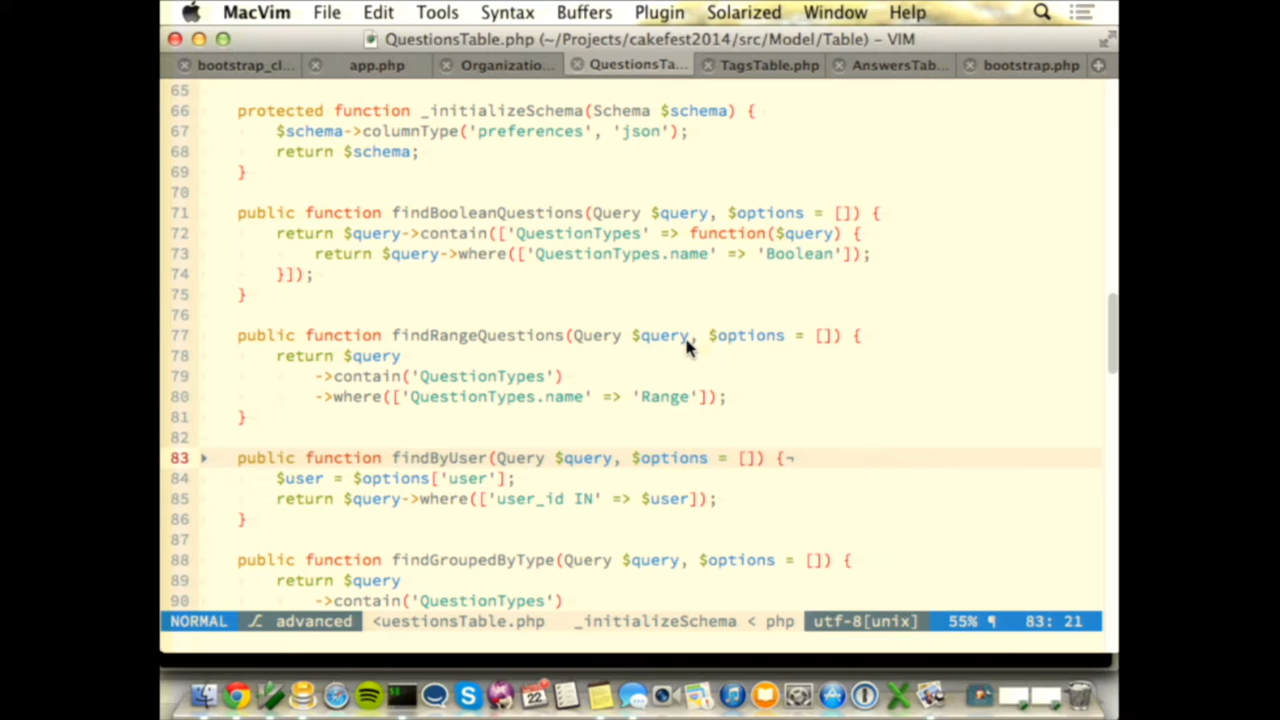 MacVim File Edit Tools Syntax Buffers Plugin Solarized Window Help
QuestionsTable.php (~/Projects/cakefest2014/src/Model/Table) – VIM
bootstrap_cl... app.php Organizatio... QuestionsTa... TagsTable.php AnswersTab... bootstrap.php
65
66 protected function _initializeSchema(Schema $schema) {
67 $schema->columnType('preferences', 'json');
68 return $schema;
69 }
70
71 public function findBooleanQuestions(Query $query, $options = []) {
72 return $query->contain(['QuestionTypes' => function($query) {
73 return $query->where(['QuestionTypes.name' => 'Boolean']);
74 }]);
75 }
76
77 public function findRangeQuestions(Query $query, $options = []) {
78 return $query
79 ->contain('QuestionTypes')
80 ->where(['QuestionTypes.name' => 'Range']);
81 }
82
83 public function findByUser(Query $query, $options = []) {¬
84 $user = $options['user'];
85 return $query->where(['user_id IN' => $user]);
86 }
87
88 public function findGroupedByType(Query $query, $options = []) {
89 return $query
90 ->contain('QuestionTypes')
NORMAL advanced <uestionsTable.php _initializeSchema < php utf-8[unix] 55% ¶ 83: 21
22